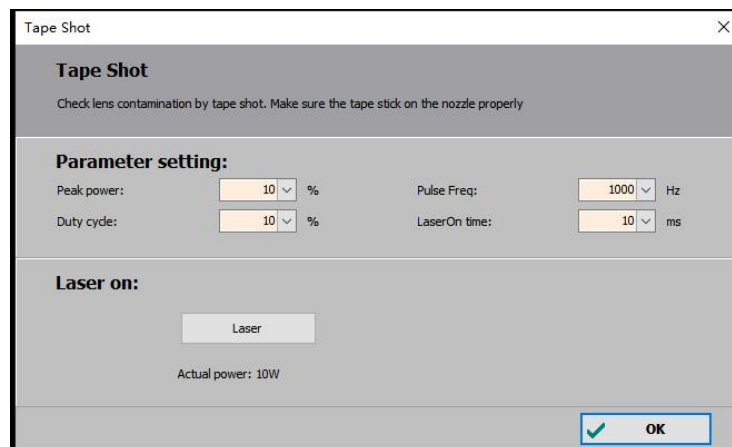 Tape Shot
Tape Shot
Check lens contamination by tape shot. Make sure the tape stick on the nozzle properly
Parameter setting:
Peak power: 10 % Pulse Freq: 1000 Hz
Duty cycle: 10 % LaserOn time: 10 ms
Laser on:
Laser
Actual power: 10W
OK